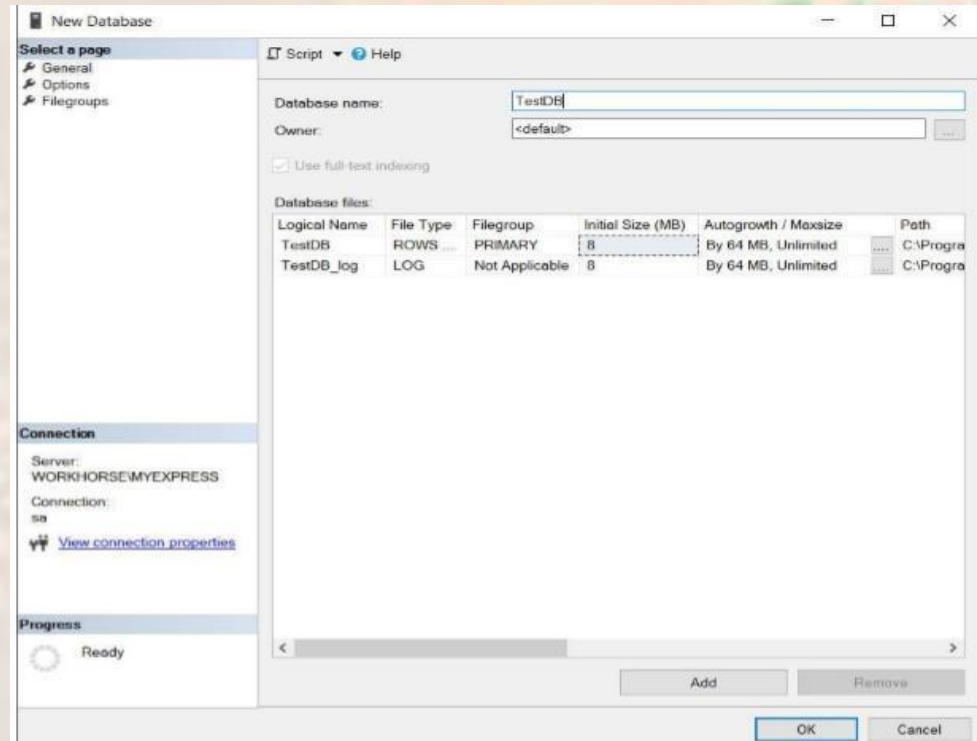 New Database
Select a page
General
Options
Filegroups
Script Help
Database name: TestDB
Owner: <default>
Use full-text indexing
Database files:
Logical Name File Type Filegroup Initial Size (MB) Autogrowth / Maxsize Path
TestDB ROWS ... PRIMARY 8 By 64 MB, Unlimited ... C:\Progra
TestDB_log LOG Not Applicable 8 By 64 MB, Unlimited ... C:\Progra
Connection
Server:
WORKHORSE\MYEXPRESS
Connection:
sa
View connection properties
Progress
Ready
Add Remove
OK Cancel